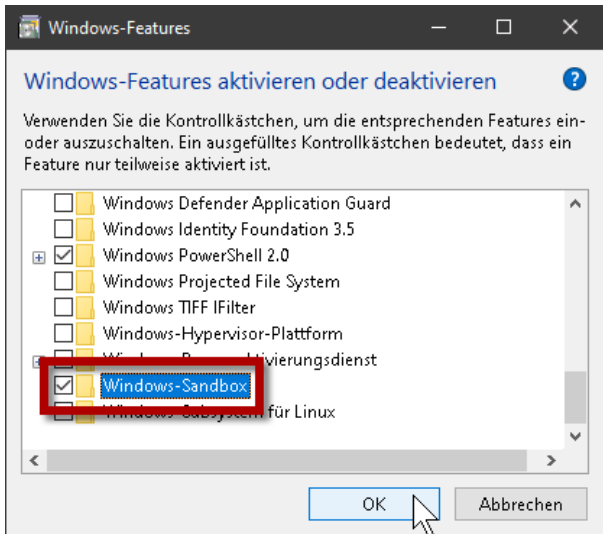 Windows-Features
Windows-Features aktivieren oder deaktivieren
Verwenden Sie die Kontrollkästchen, um die entsprechenden Features ein-
oder auszuschalten. Ein ausgefülltes Kontrollkästchen bedeutet, dass ein
Feature nur teilweise aktiviert ist.
Windows Defender Application Guard
Windows Identity Foundation 3.5
Windows PowerShell 2.0
Windows Projected File System
Windows TIFF IFilter
Windows-Hypervisor-Plattform
Windows-Sandbox
Windows-Subsystem für Linux
OK
Abbrechen